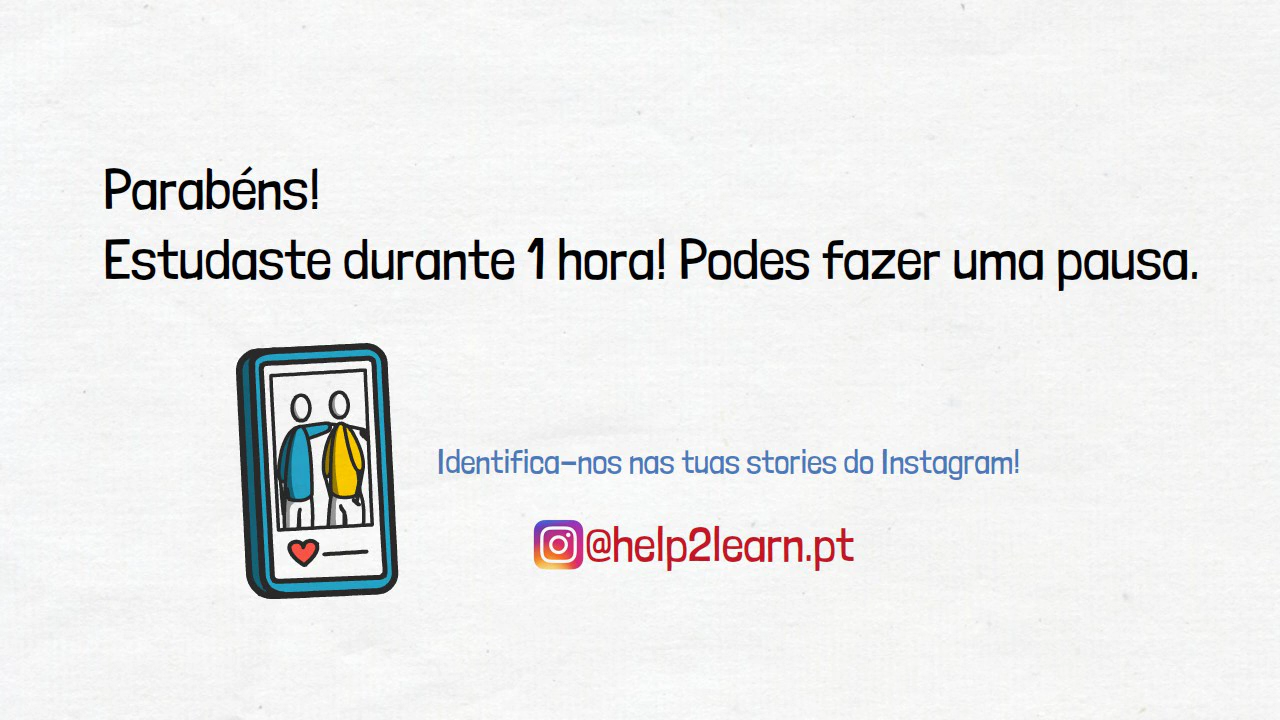 Parabéns!
Estudaste durante 1 hora! Podes fazer uma pausa.
Identifica-nos nas tuas stories do Instagram!
@help2learn.pt